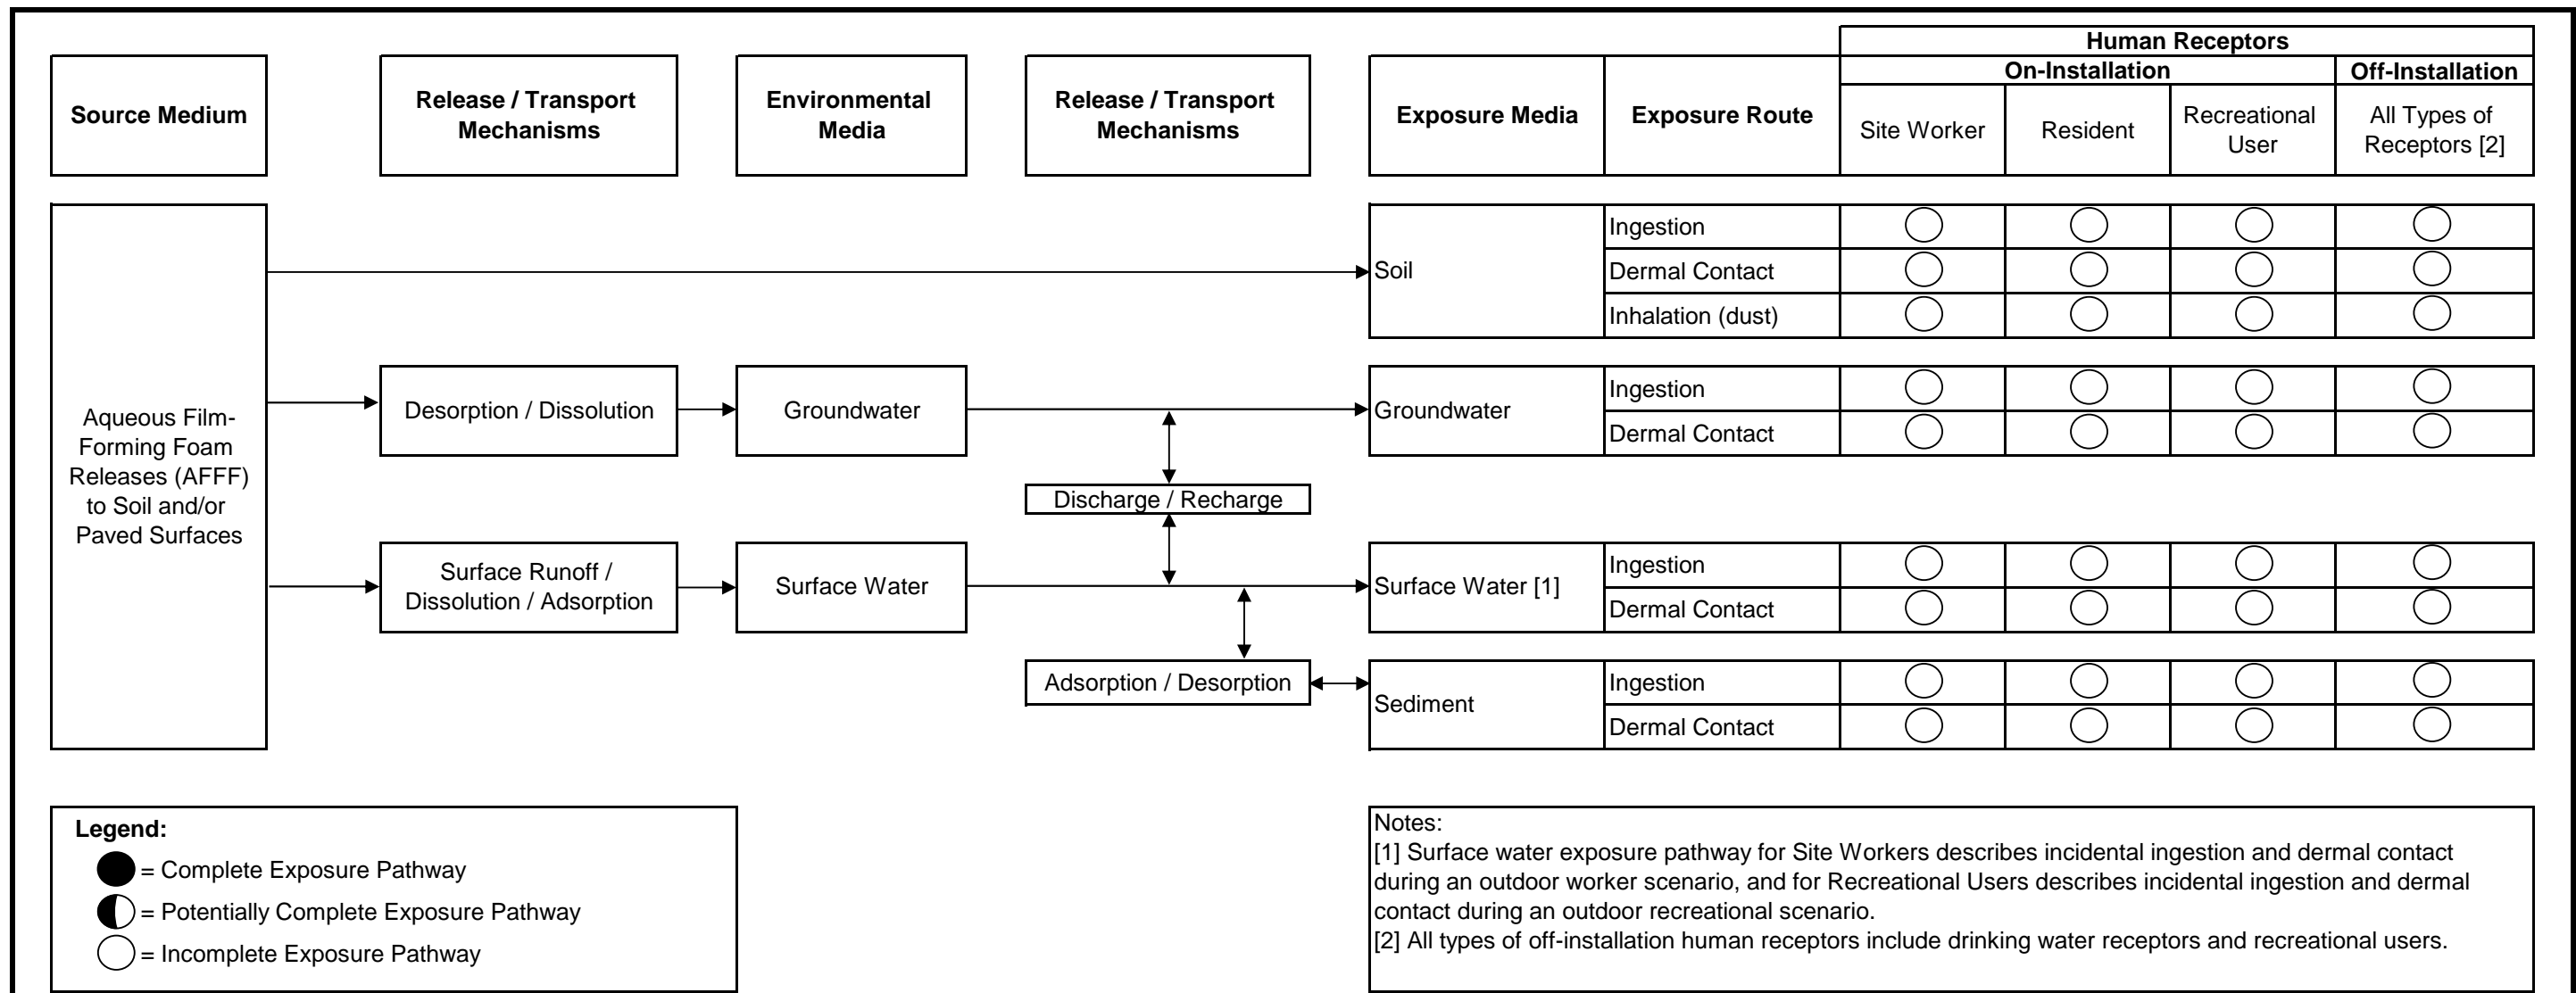 Human Receptors
On-Installation
Off-Installation
Source Medium
Release / Transport
Mechanisms
Environmental
Media
Release / Transport
Mechanisms
Exposure Media
Exposure Route
Site Worker
Resident
Recreational
User
All Types of
Receptors [2]
Aqueous Film-
Forming Foam
Releases (AFFF)
to Soil and/or
Paved Surfaces
Soil
Ingestion
Dermal Contact
Inhalation (dust)
Desorption / Dissolution
Groundwater
Groundwater
Ingestion
Dermal Contact
Discharge / Recharge
Surface Runoff /
Dissolution / Adsorption
Surface Water
Surface Water [1]
Ingestion
Dermal Contact
Adsorption / Desorption
Sediment
Ingestion
Dermal Contact
Legend:
= Complete Exposure Pathway
= Potentially Complete Exposure Pathway
= Incomplete Exposure Pathway
Notes:
[1] Surface water exposure pathway for Site Workers describes incidental ingestion and dermal contact
during an outdoor worker scenario, and for Recreational Users describes incidental ingestion and dermal
contact during an outdoor recreational scenario.
[2] All types of off-installation human receptors include drinking water receptors and recreational users.